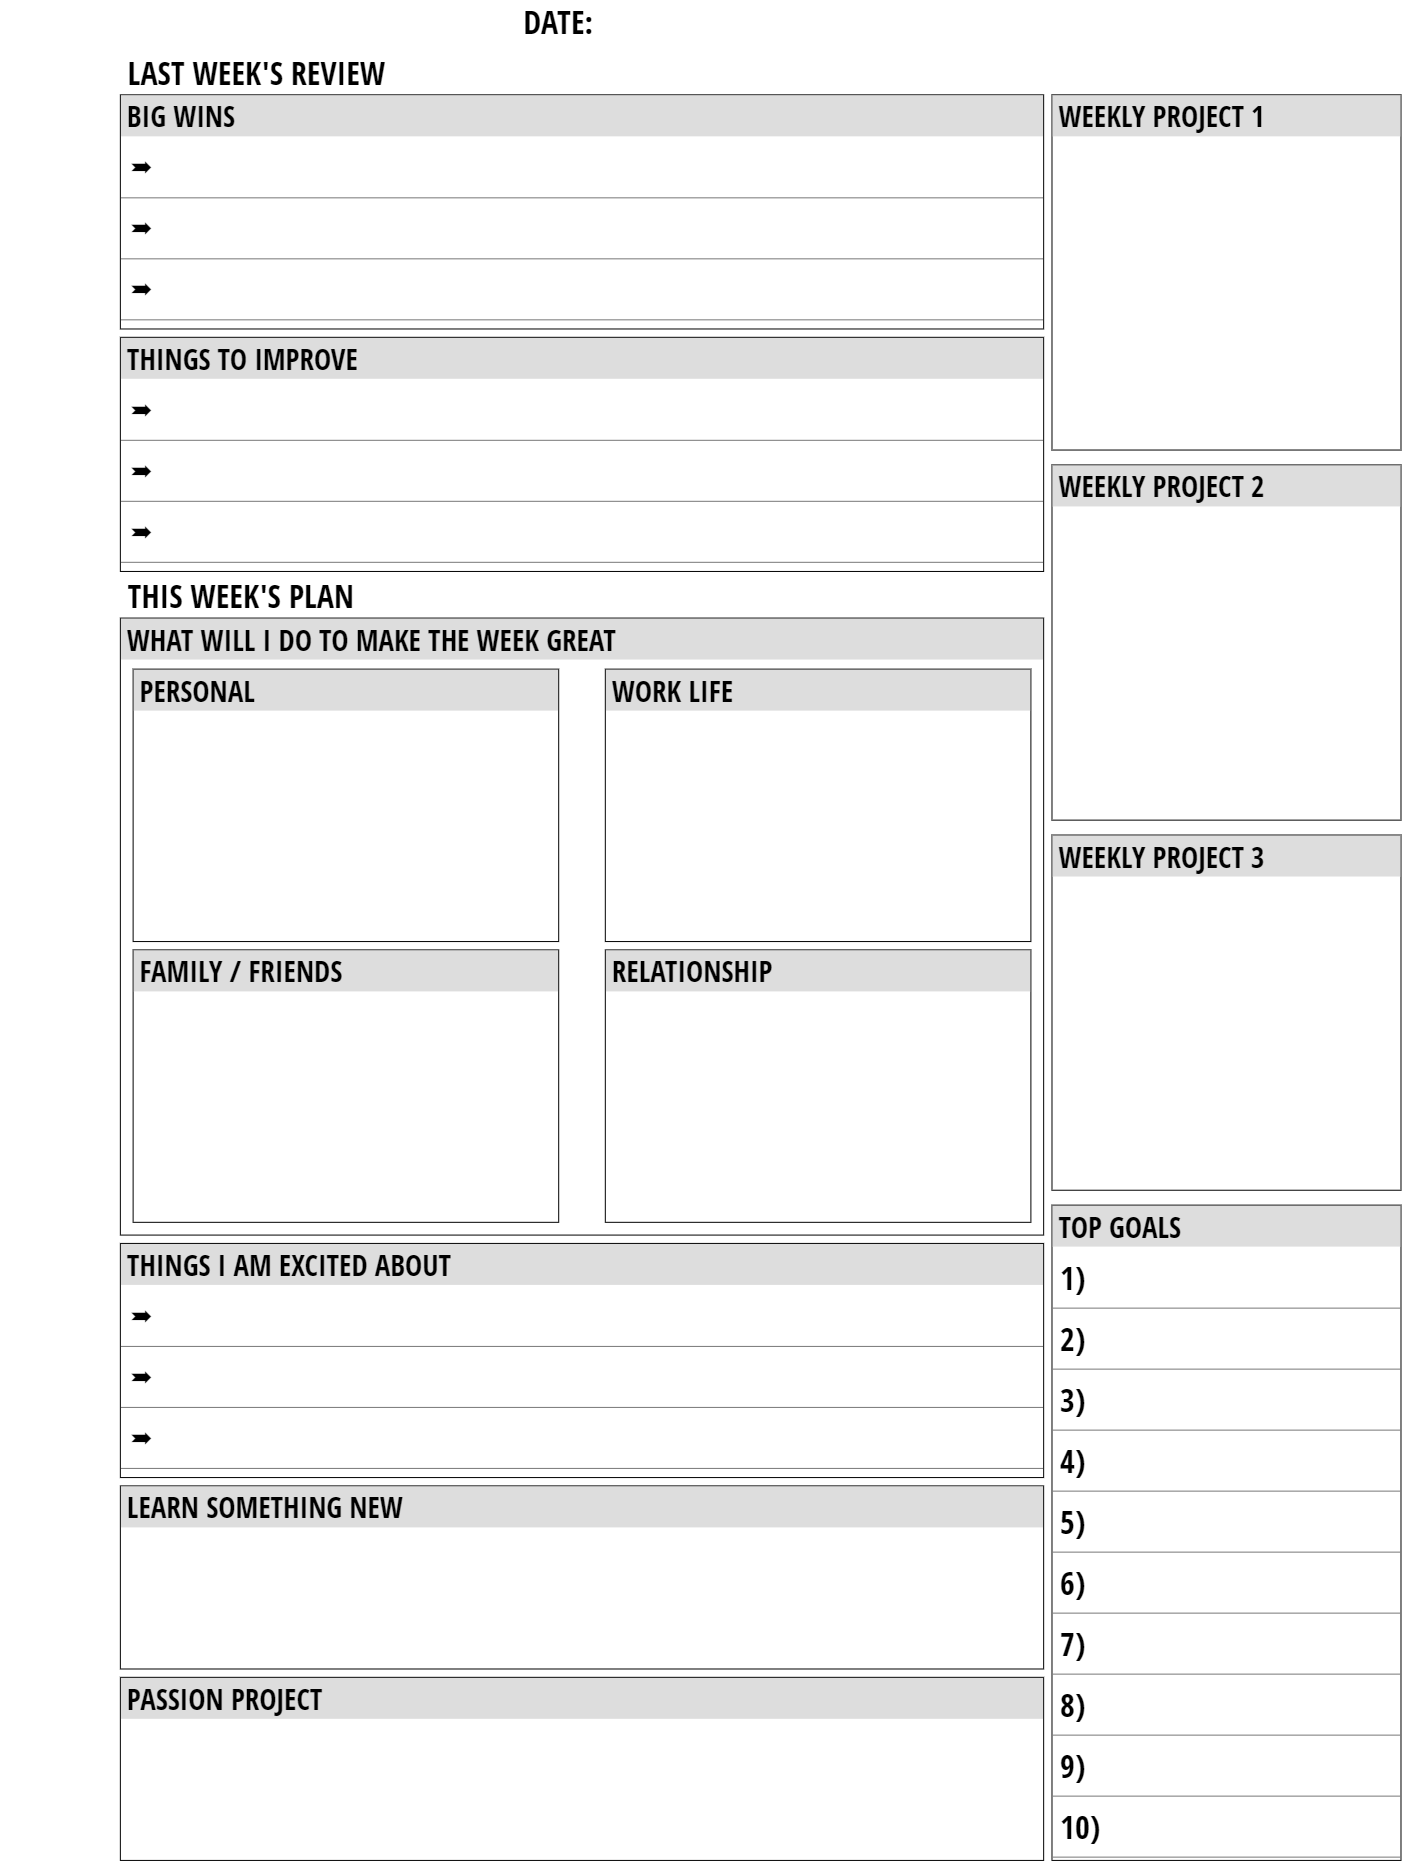 DATE:
LAST WEEK'S REVIEW
BIG WINS
➡
➡
➡
THINGS TO IMPROVE
➡
➡
➡
THIS WEEK'S PLAN
WHAT WILL I DO TO MAKE THE WEEK GREAT
PERSONAL
WORK LIFE
FAMILY / FRIENDS
RELATIONSHIP
THINGS I AM EXCITED ABOUT
➡
➡
➡
LEARN SOMETHING NEW
PASSION PROJECT
WEEKLY PROJECT 1
WEEKLY PROJECT 2
WEEKLY PROJECT 3
TOP GOALS
1)
2)
3)
4)
5)
6)
7)
8)
9)
10)